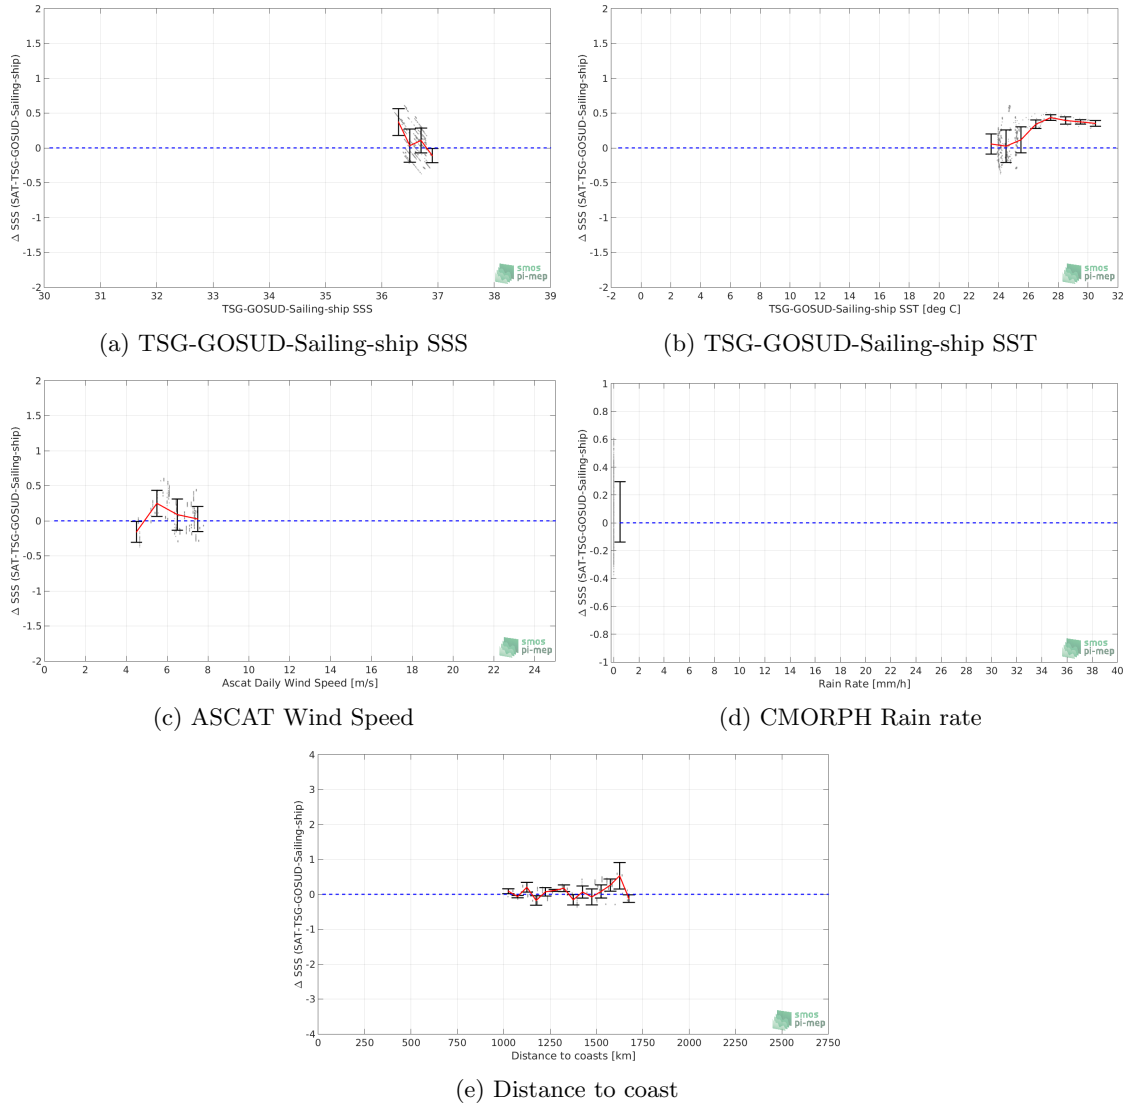 2
1.5
1
0.5
0
-0.5
-1
-1.5
-2
Δ SSS (SAT-TSG-GOSUD-Sailing-ship)
30 31 32 33 34 35 36 37 38 39
TSG-GOSUD-Sailing-ship SSS
smos
pi-mep
(a) TSG-GOSUD-Sailing-ship SSS
2
1.5
1
0.5
0
-0.5
-1
-1.5
-2
Δ SSS (SAT-TSG-GOSUD-Sailing-ship)
-2 0 2 4 6 8 10 12 14 16 18 20 22 24 26 28 30 32
TSG-GOSUD-Sailing-ship SST [deg C]
smos
pi-mep
(b) TSG-GOSUD-Sailing-ship SST
2
1.5
1
0.5
0
-0.5
-1
-1.5
-2
Δ SSS (SAT-TSG-GOSUD-Sailing-ship)
0 2 4 6 8 10 12 14 16 18 20 22 24
Ascat Daily Wind Speed [m/s]
smos
pi-mep
(c) ASCAT Wind Speed
1
0.8
0.6
0.4
0.2
0
-0.2
-0.4
-0.6
-0.8
-1
Δ SSS (SAT-TSG-GOSUD-Sailing-ship)
0 2 4 6 8 10 12 14 16 18 20 22 24 26 28 30 32 34 36 38 40
Rain Rate [mm/h]
smos
pi-mep
(d) CMORPH Rain rate
4
3
2
1
0
-1
-2
-3
-4
Δ SSS (SAT-TSG-GOSUD-Sailing-ship)
0 250 500 750 1000 1250 1500 1750 2000 2250 2500 2750
Distance to coasts [km]
smos
pi-mep
(e) Distance to coast